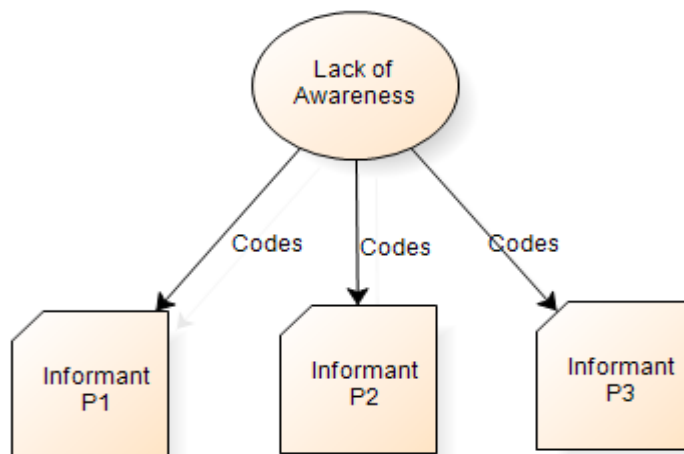 Lack of
Awareness
Codes
Codes
Codes
Informant
P1
Informant
P2
Informant
P3